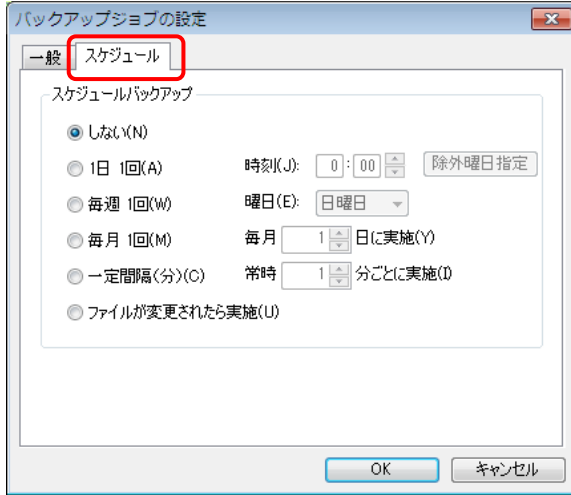 バックアップジョブの設定
一般 スケジュール
スケジュールバックアップ
しない(N)
1日 1回(A) 時刻(J): 0 : 00 除外曜日指定
毎週 1回(W) 曜日(E): 日曜日
毎月 1回(M) 毎月 1 日に実施(Y)
一定間隔(分)(C) 常時 1 分ごとに実施(I)
ファイルが変更されたら実施(U)
OK キャンセル